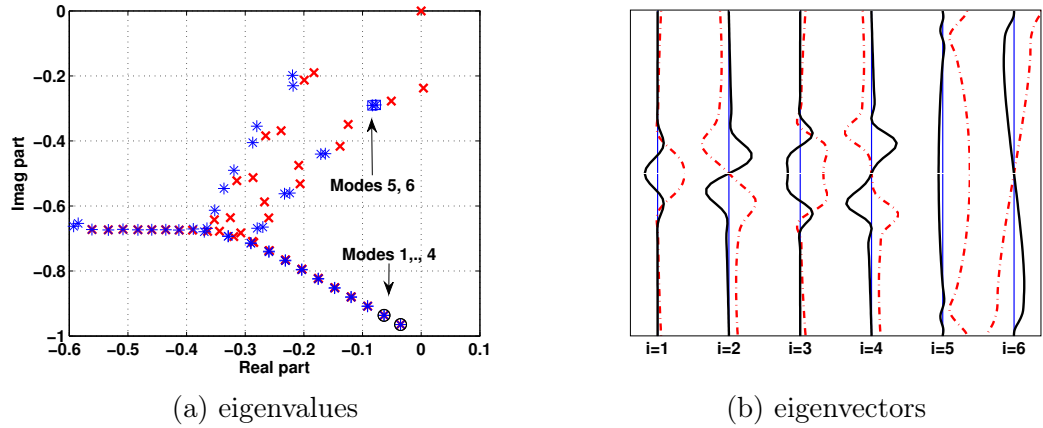 0
−0.2
−0.4
−0.6
−0.8
−1
Imag part
−0.6 −0.5 −0.4 −0.3 −0.2 −0.1 0 0.1
Real part
Modes 5, 6
Modes 1,., 4
(a) eigenvalues
i=1 i=2 i=3 i=4 i=5 i=6
(b) eigenvectors